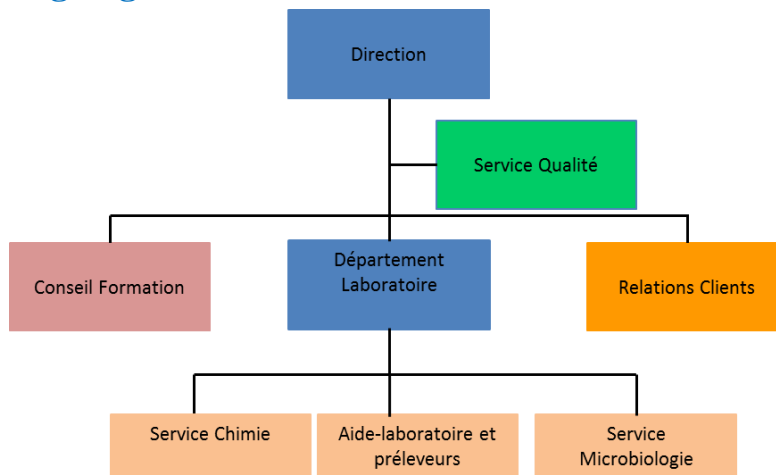 Direction
Service Qualité
Conseil Formation
Département
Laboratoire
Relations Clients
Service Chimie
Aide-laboratoire et
préleveurs
Service
Microbiologie